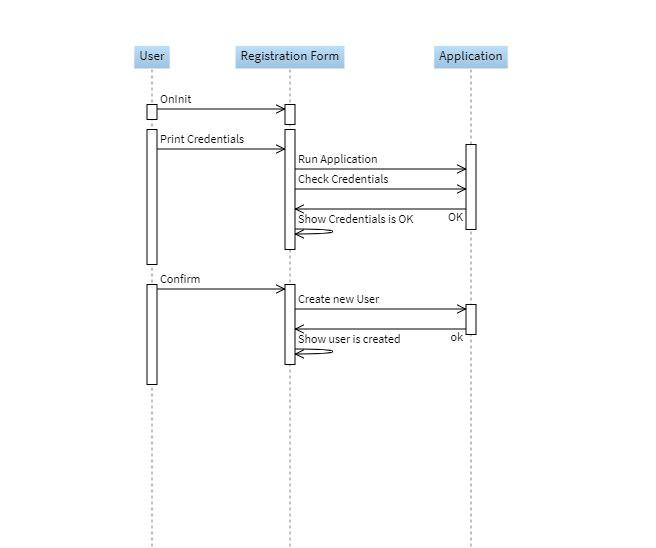 User
Registration Form
Application
OnInit
Print Credentials
Run Application
Check Credentials
OK
Show Credentials is OK
Confirm
Create new User
ok
Show user is created